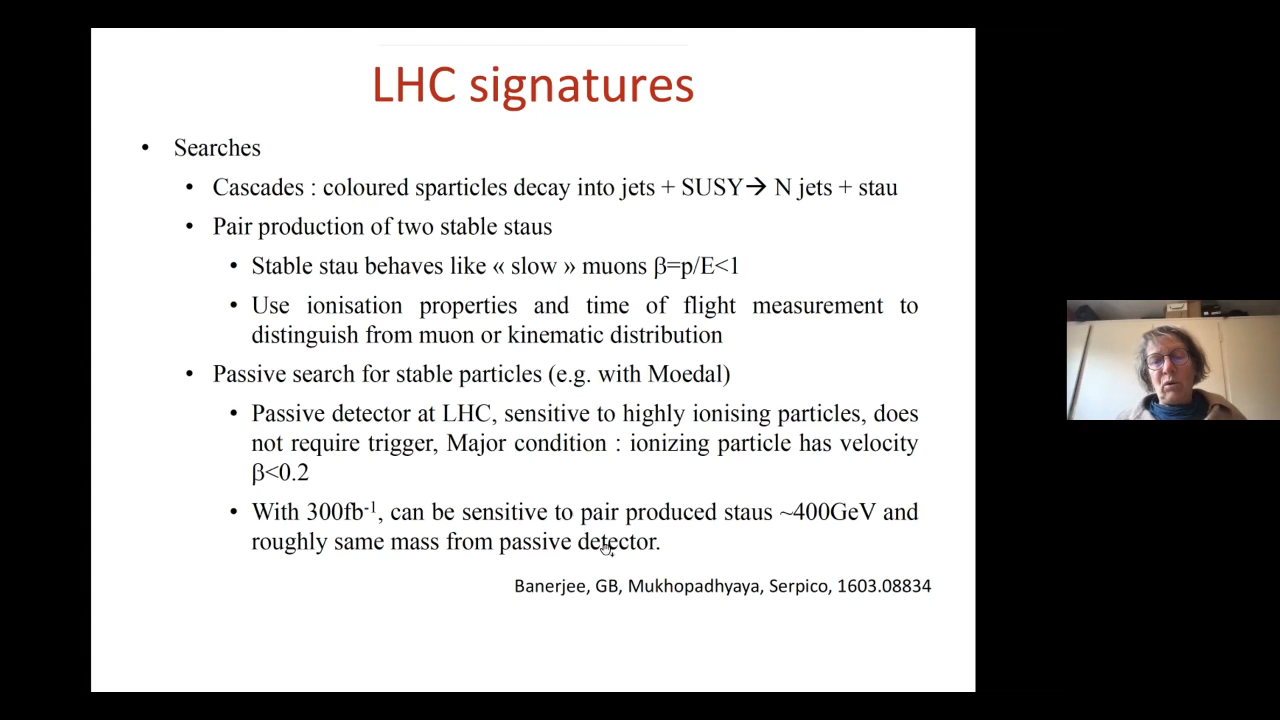 LHC signatures
• Searches
• Cascades : coloured sparticles decay into jets + SUSY→ N jets + stau
• Pair production of two stable staus
• Stable stau behaves like « slow » muons β=p/E<1
• Use ionisation properties and time of flight measurement to
distinguish from muon or kinematic distribution
• Passive search for stable particles (e.g. with Moedal)
• Passive detector at LHC, sensitive to highly ionising particles, does
not require trigger, Major condition : ionizing particle has velocity
β<0.2
• With 300fb⁻¹, can be sensitive to pair produced staus ~400GeV and
roughly same mass from passive detector.
Banerjee, GB, Mukhopadhyaya, Serpico, 1603.08834